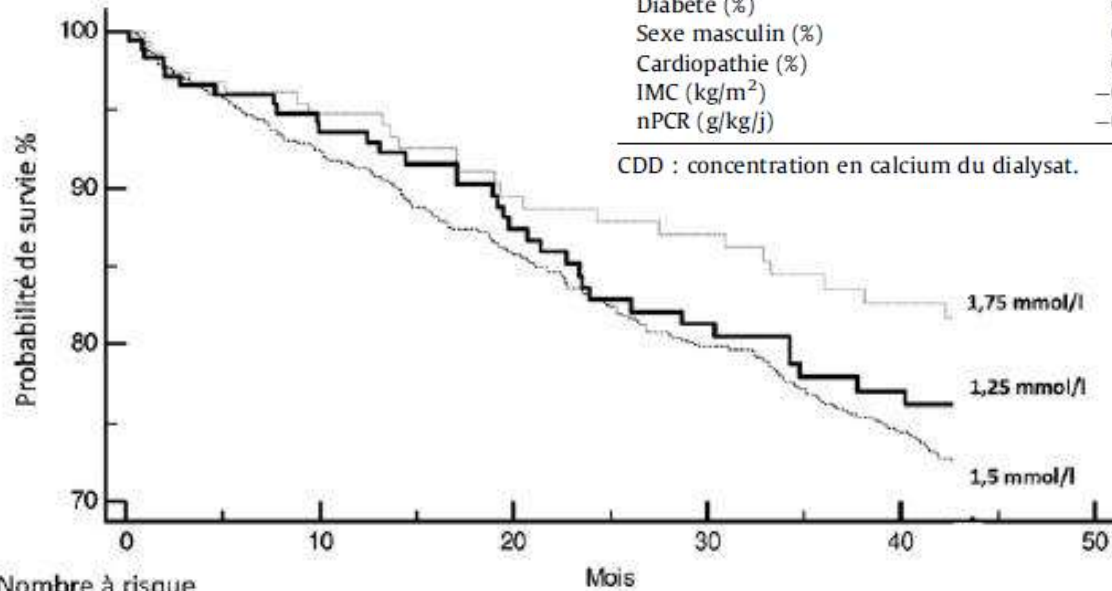 Diabète (%)
Sexe masculin (%)
Cardiopathie (%)
IMC (kg/m²)
nPCR (g/kg/j)
CDD : concentration en calcium du dialysat.
Probabilité de survie %
100
90
80
70
1,75 mmol/l
1,25 mmol/l
1,5 mmol/l
0 10 20 30 40 50
Mois
Nombre à risque